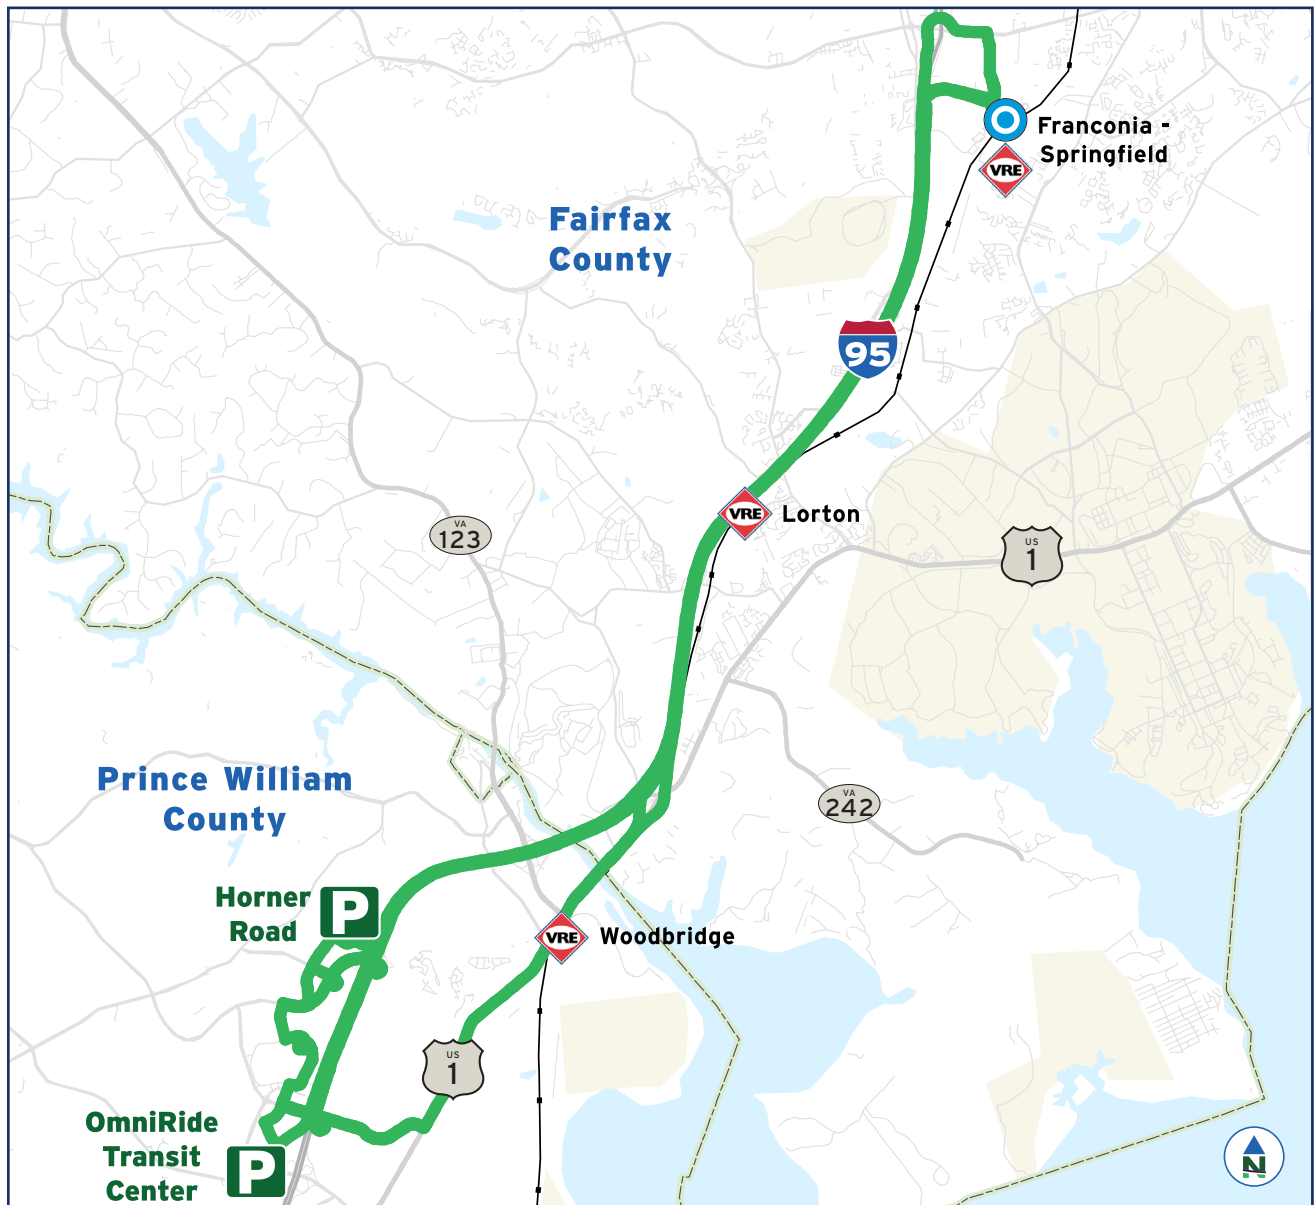 Franconia -
Springfield
VRE
Fairfax
County
95
VRE
Lorton
VA
123
US
1
Prince William
County
VA
242
Horner
Road
P
VRE
Woodbridge
US
1
OmniRide
Transit
Center
P
N